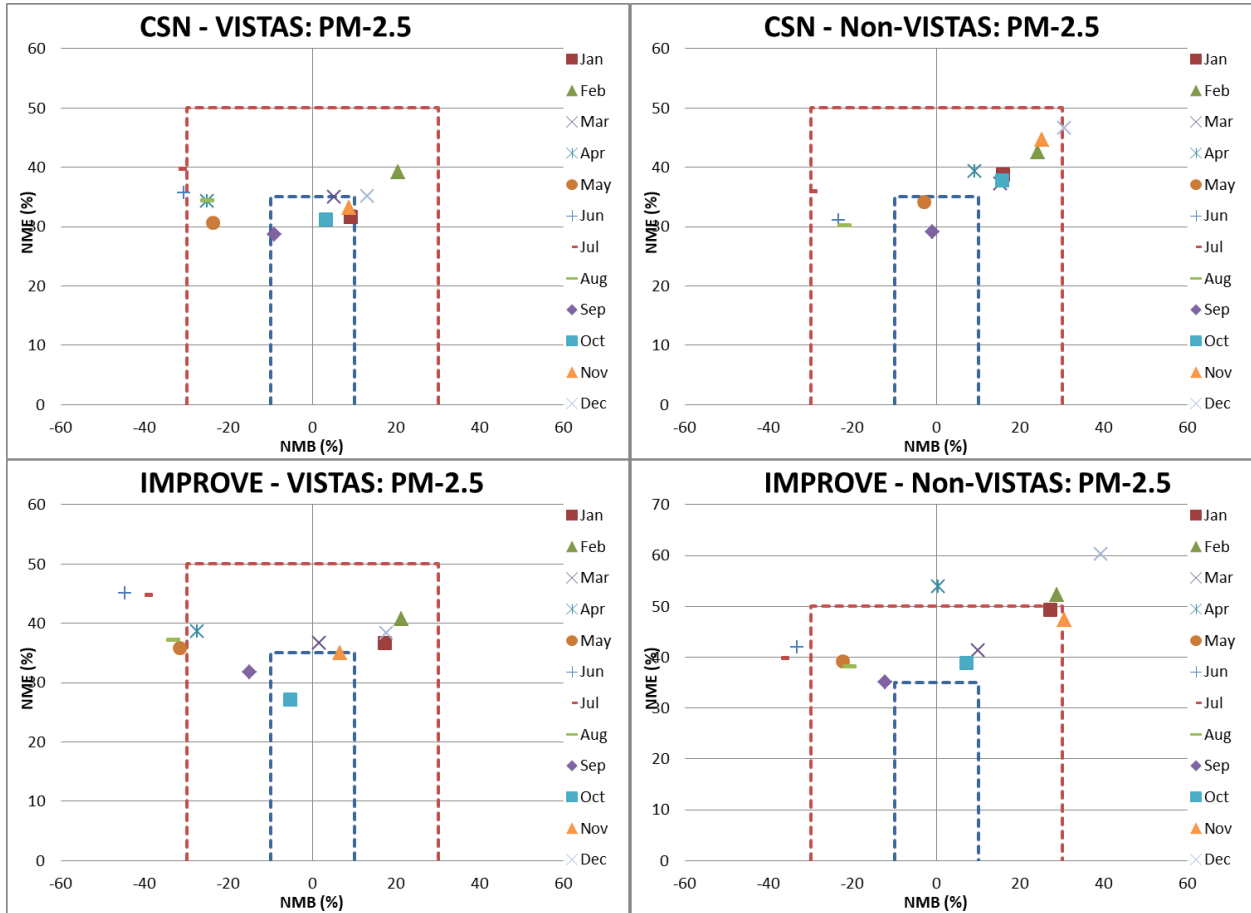 CSN - VISTAS: PM-2.5
60
50
40
30
20
10
0
NME (%)
-60 -40 -20 0 20 40 60
NMB (%)
Jan
Feb
Mar
Apr
May
Jun
Jul
Aug
Sep
Oct
Nov
Dec
CSN - Non-VISTAS: PM-2.5
60
50
40
30
20
10
0
NME (%)
-60 -40 -20 0 20 40 60
NMB (%)
Jan
Feb
Mar
Apr
May
Jun
Jul
Aug
Sep
Oct
Nov
Dec
IMPROVE - VISTAS: PM-2.5
60
50
40
30
20
10
0
NME (%)
-60 -40 -20 0 20 40 60
NMB (%)
Jan
Feb
Mar
Apr
May
Jun
Jul
Aug
Sep
Oct
Nov
Dec
IMPROVE - Non-VISTAS: PM-2.5
70
60
50
40
30
20
10
0
NME (%)
-60 -40 -20 0 20 40 60
NMB (%)
Jan
Feb
Mar
Apr
May
Jun
Jul
Aug
Sep
Oct
Nov
Dec